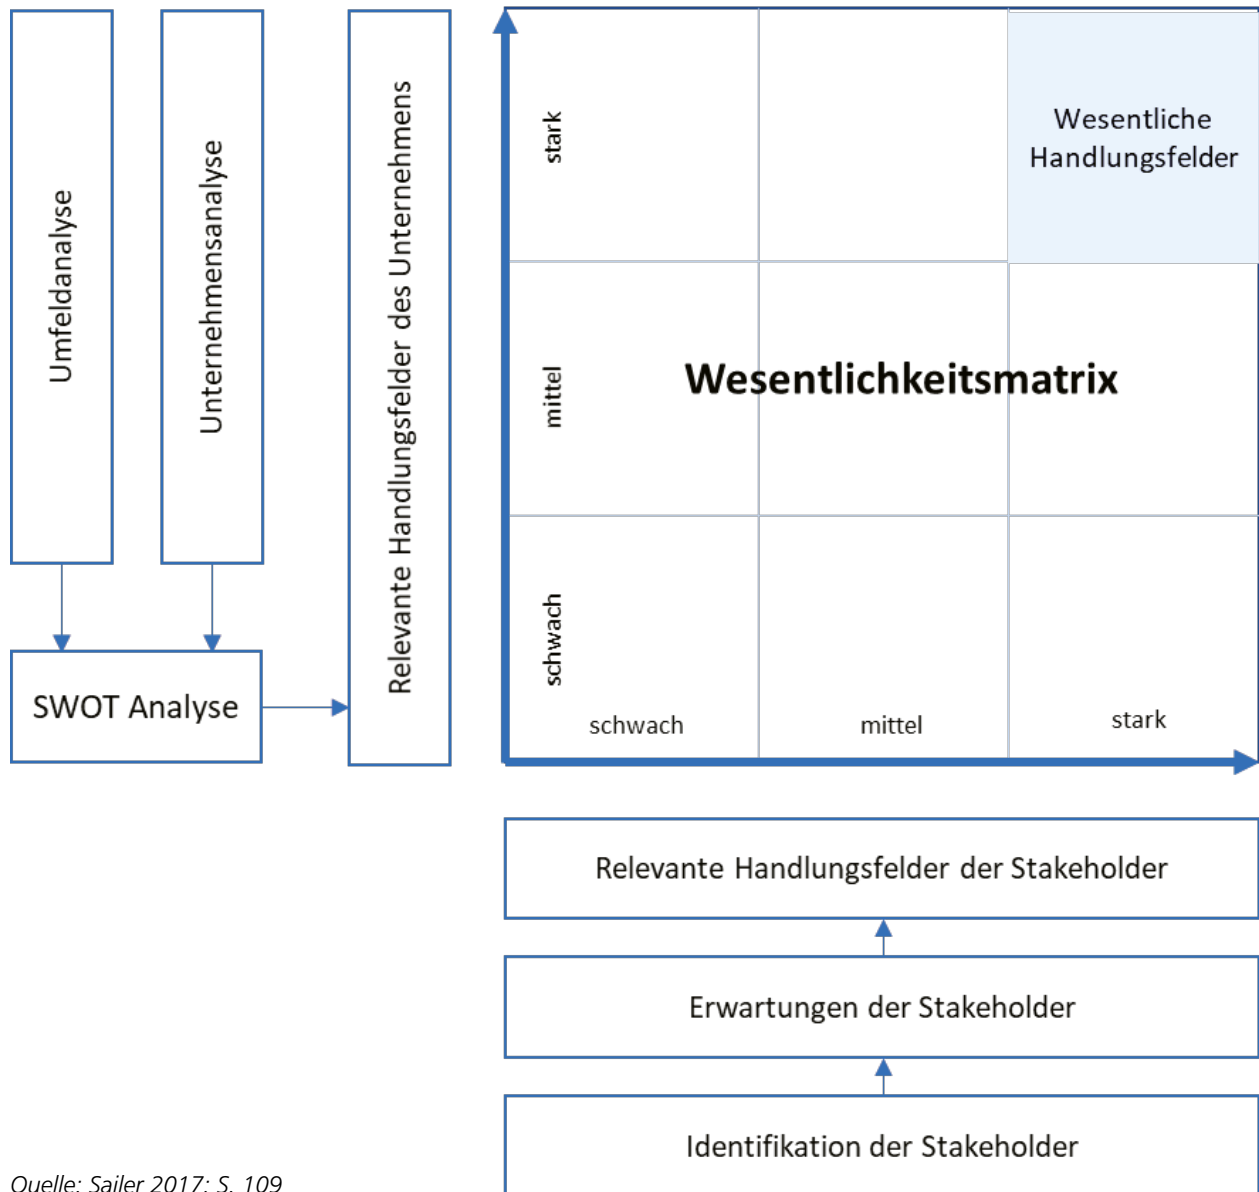 Umfeldanalyse
Unternehmensanalyse
SWOT Analyse
Relevante Handlungsfelder des Unternehmens
stark
mittel
schwach
Wesentliche
Handlungsfelder
Wesentlichkeitsmatrix
schwach
mittel
stark
Relevante Handlungsfelder der Stakeholder
Erwartungen der Stakeholder
Identifikation der Stakeholder
Quelle: Sailer 2017: S. 109